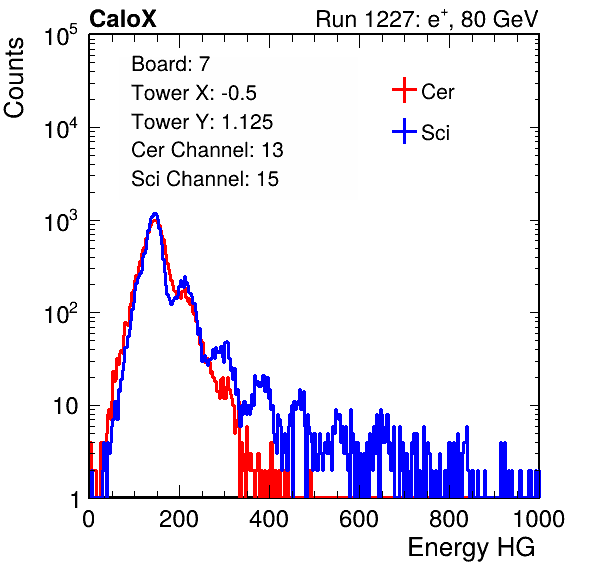 CaloX Run 1227: e⁺, 80 GeV
Counts
Board: 7
Tower X: -0.5
Tower Y: 1.125
Cer Channel: 13
Sci Channel: 15
Cer
Sci
10⁵
10⁴
10³
10²
10
1
0 200 400 600 800 1000
Energy HG